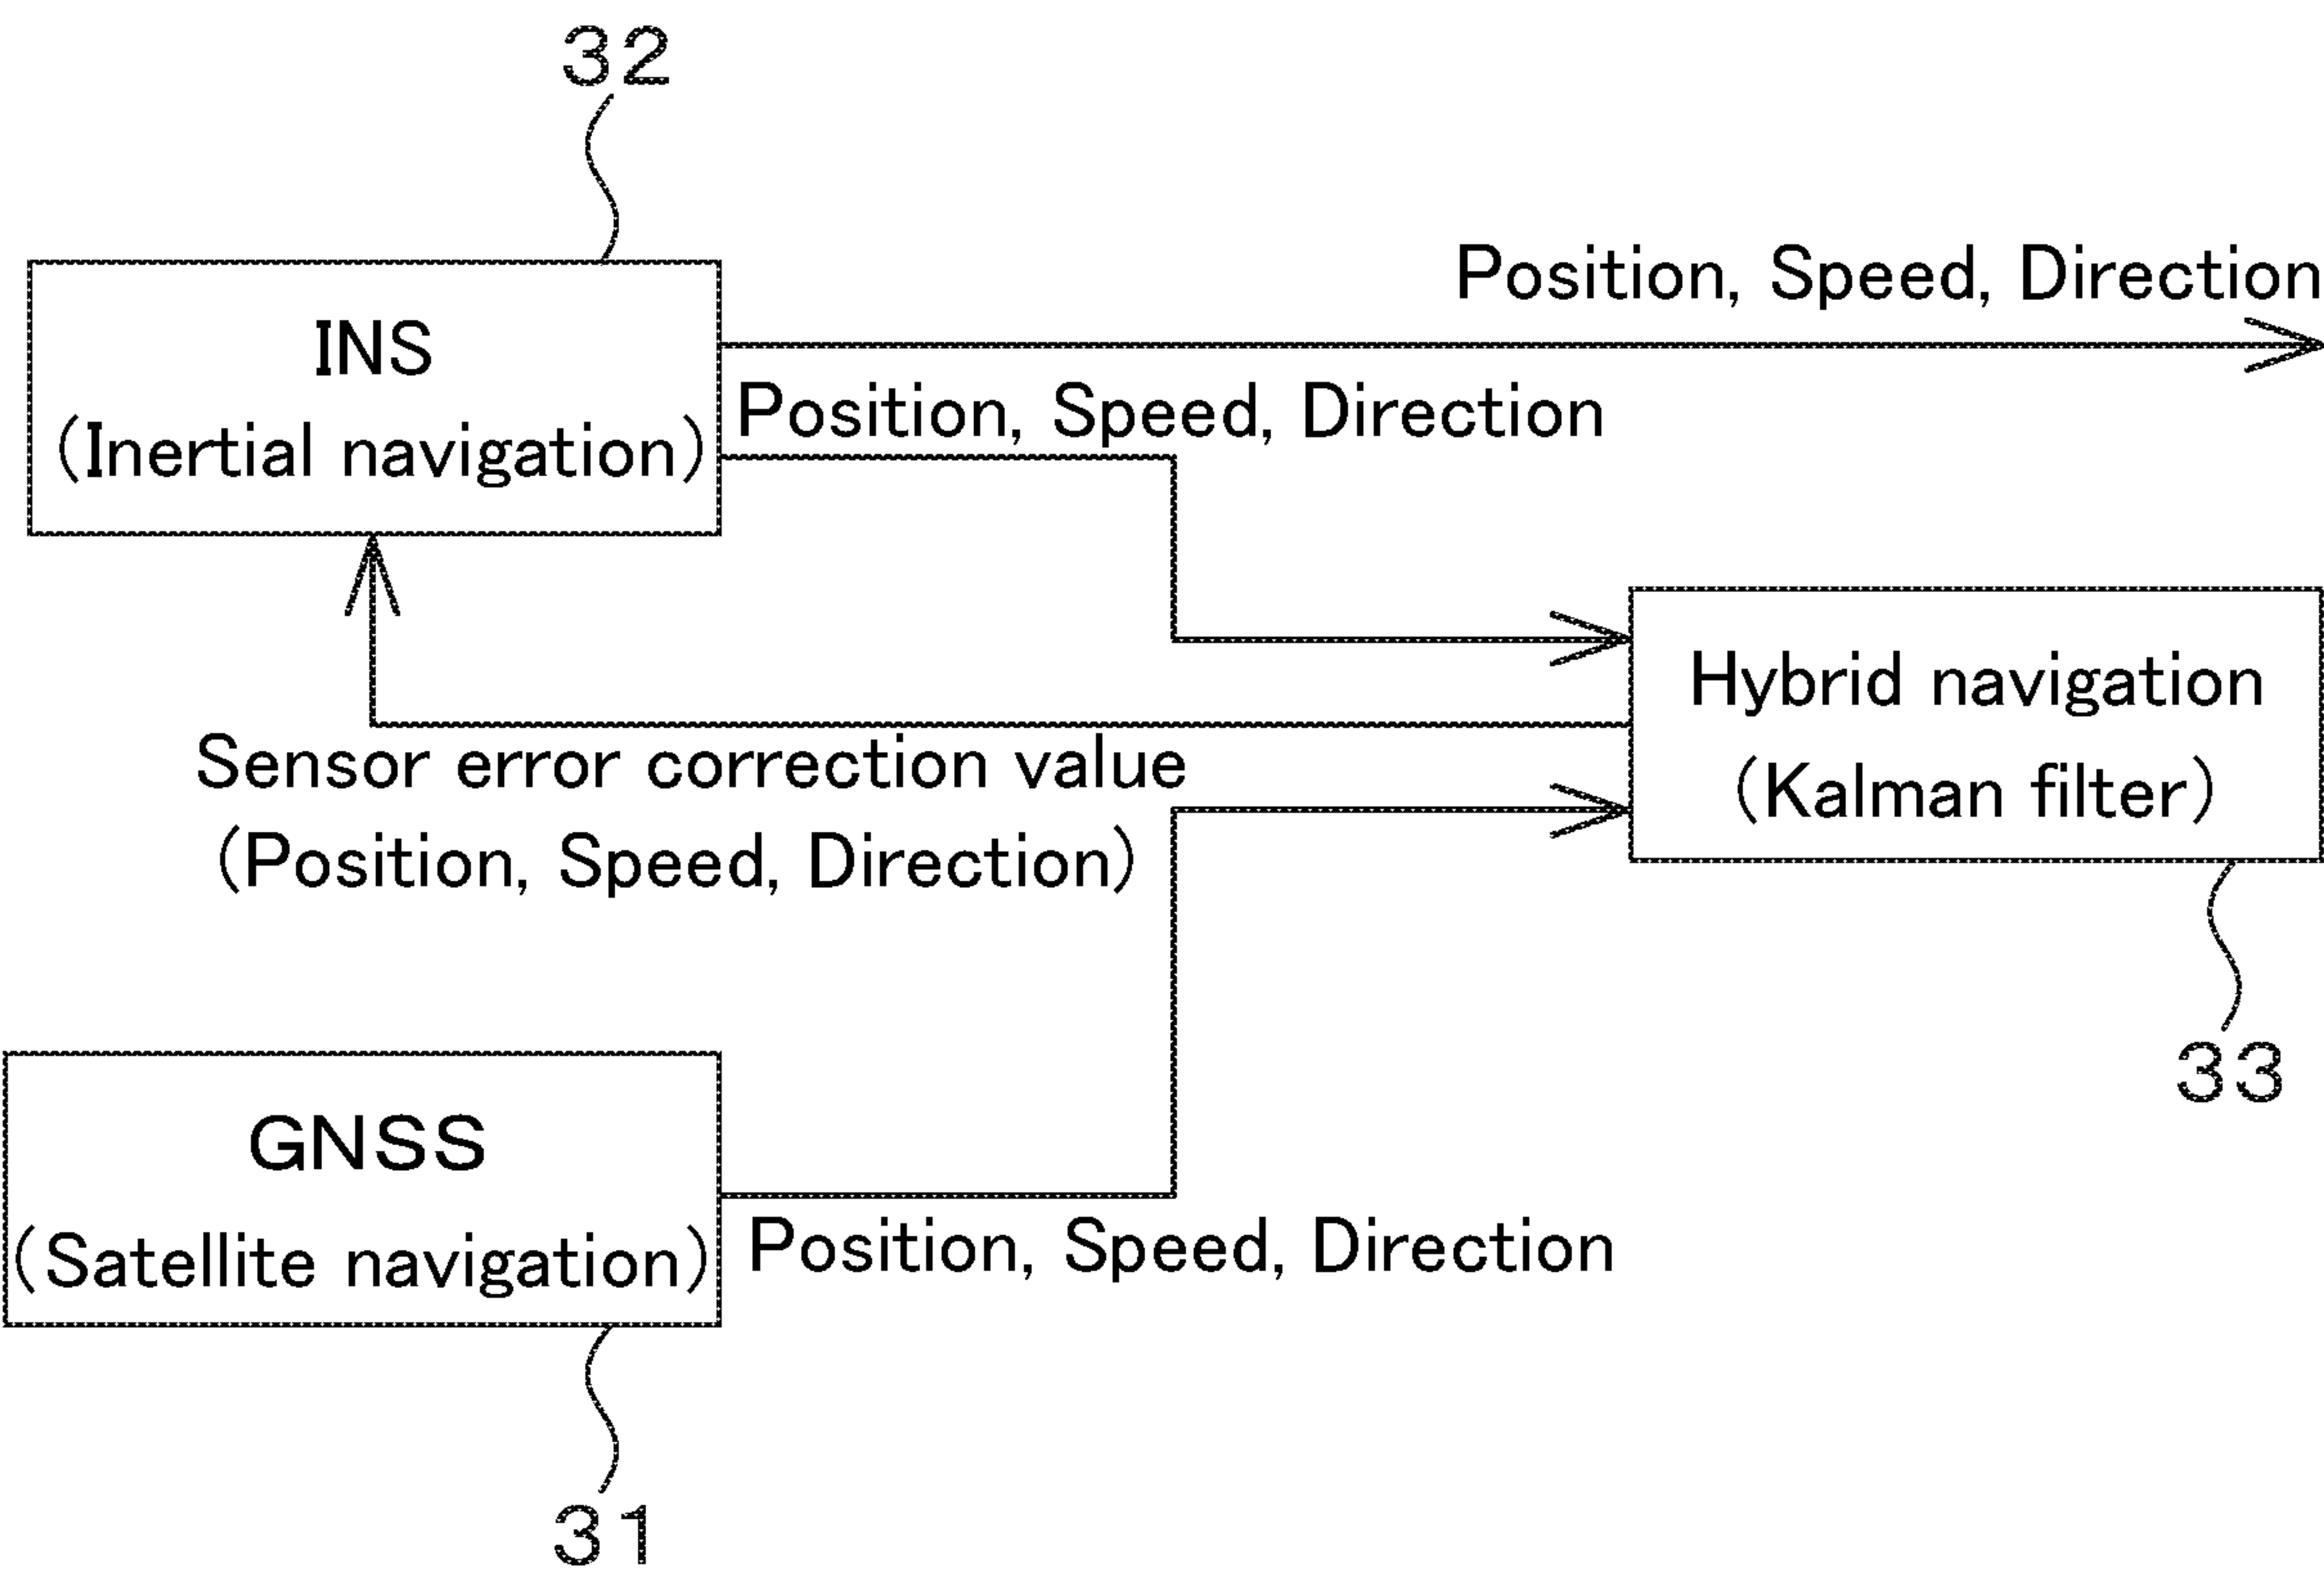 32
Position, Speed, Direction
INS
(Inertial navigation)
Position, Speed, Direction
Hybrid navigation
(Kalman filter)
Sensor error correction value
(Position, Speed, Direction)
33
GNSS
(Satellite navigation)
Position, Speed, Direction
31